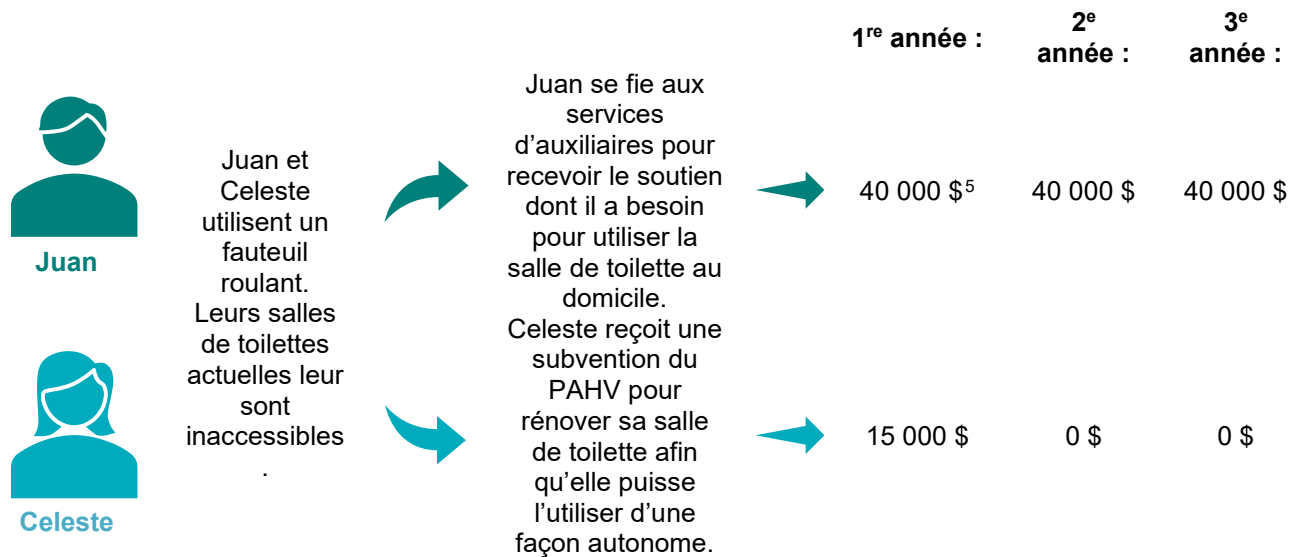 1re année :
2e
année :
3e
année :
Juan
Juan et
Celeste
utilisent un
fauteuil
roulant.
Leurs salles
de toilettes
actuelles leur
sont
inaccessibles
.
Juan se fie aux
services
d’auxiliaires pour
recevoir le soutien
dont il a besoin
pour utiliser la
salle de toilette au
domicile.
40 000 $5
40 000 $
40 000 $
Celeste
Celeste reçoit une
subvention du
PAHV pour
rénover sa salle
de toilette afin
qu’elle puisse
l’utiliser d’une
façon autonome.
15 000 $
0 $
0 $